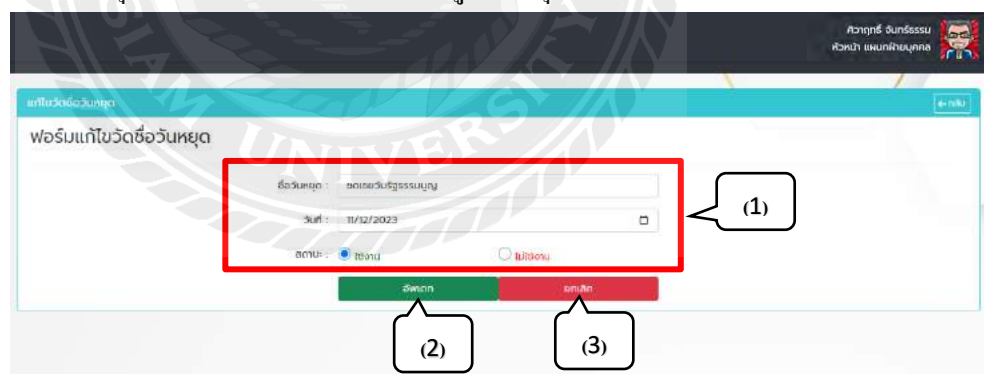 ศิวาฤทธิ์ จันทร์ธรรม
หัวหน้า แผนกฝ่ายบุคคล
SIAM UNIVERSITY
แก้ไขวัดชื่อวันหยุด
กลับ
ฟอร์มแก้ไขวัดชื่อวันหยุด
ชื่อวันหยุด : ชดเชยวันรัฐธรรมนูญ
วันที่ : 11/12/2023
(1)
สถานะ : ใช้งาน ไม่ใช้งาน
อัพเดท ยกเลิก
(2) (3)